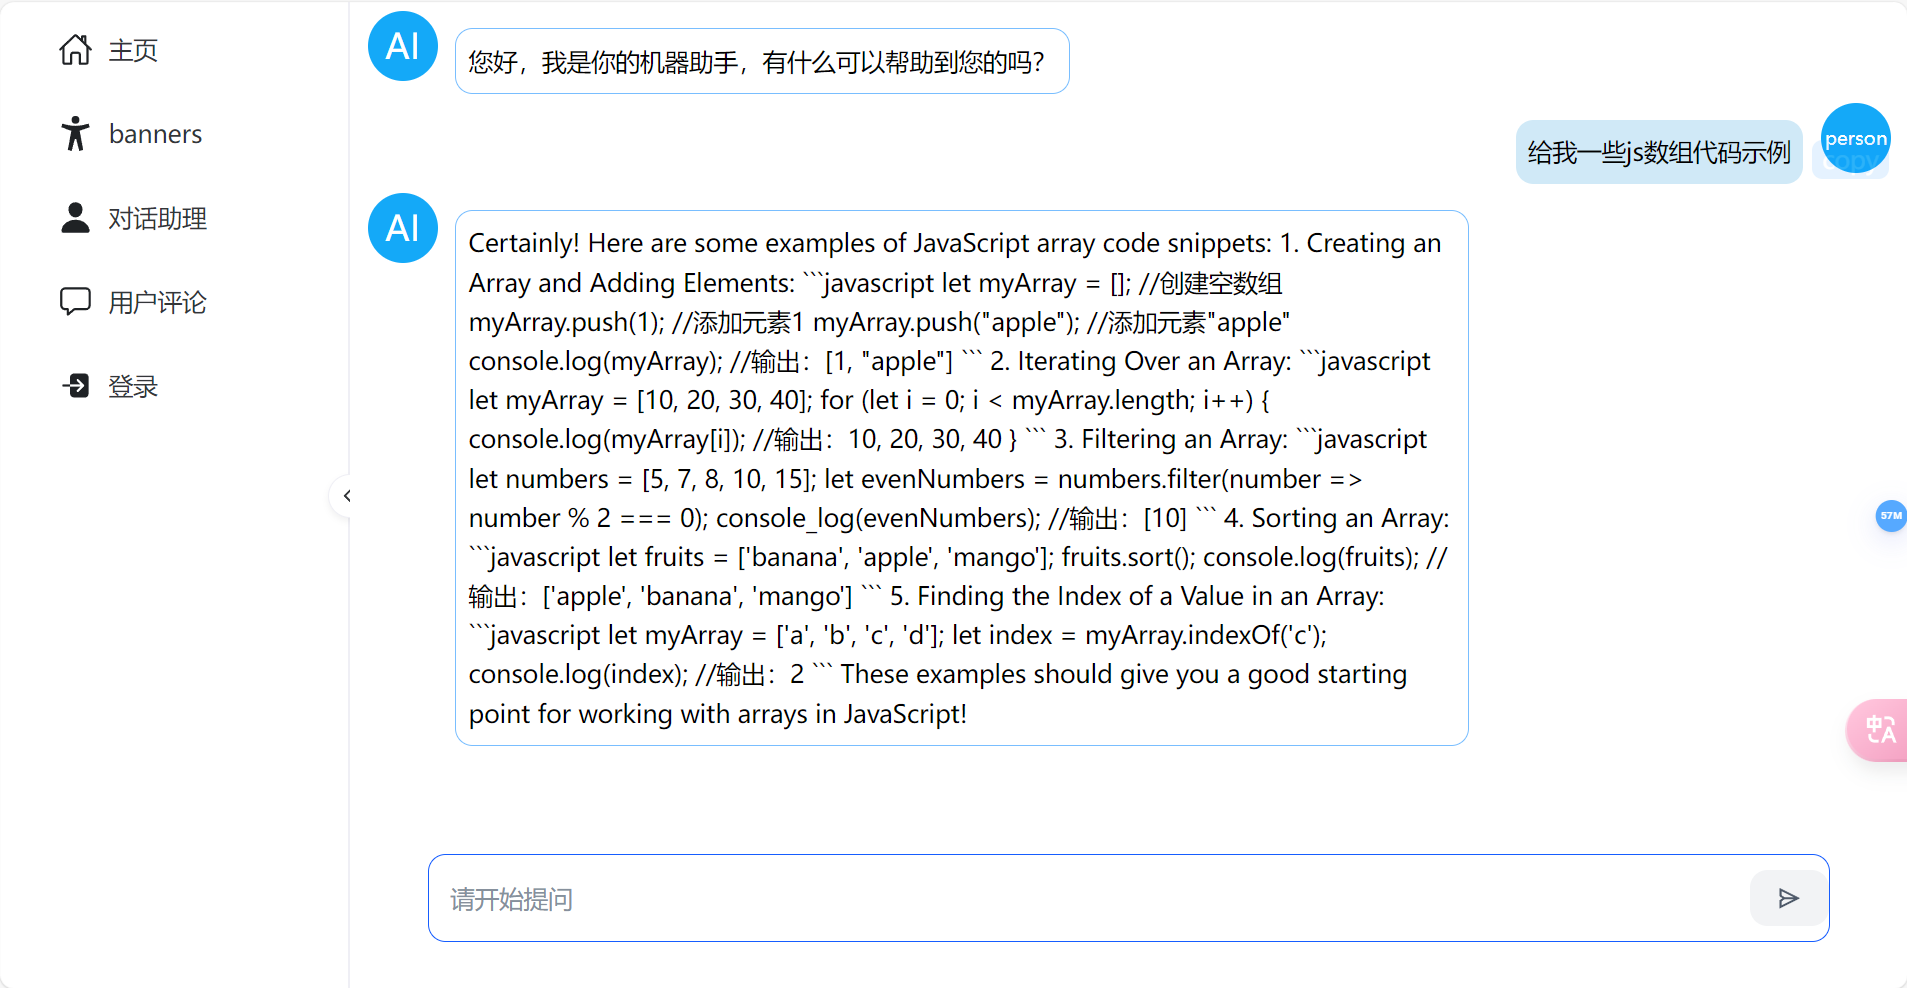 主页
banners
对话助理
用户评论
登录
AI
您好，我是你的机器助手，有什么可以帮助到您的吗？
person
给我一些js数组代码示例
copy
AI
Certainly! Here are some examples of JavaScript array code snippets: 1. Creating an
Array and Adding Elements: ```javascript let myArray = []; //创建空数组
myArray.push(1); //添加元素1 myArray.push("apple"); //添加元素"apple"
console.log(myArray); //输出：[1, "apple"] ``` 2. Iterating Over an Array: ```javascript
let myArray = [10, 20, 30, 40]; for (let i = 0; i < myArray.length; i++) {
console.log(myArray[i]); //输出：10, 20, 30, 40 } ``` 3. Filtering an Array: ```javascript
let numbers = [5, 7, 8, 10, 15]; let evenNumbers = numbers.filter(number =>
number % 2 === 0); console_log(evenNumbers); //输出：[10] ``` 4. Sorting an Array:
```javascript let fruits = ['banana', 'apple', 'mango']; fruits.sort(); console.log(fruits); //
输出：['apple', 'banana', 'mango'] ``` 5. Finding the Index of a Value in an Array:
```javascript let myArray = ['a', 'b', 'c', 'd']; let index = myArray.indexOf('c');
console.log(index); //输出：2 ``` These examples should give you a good starting
point for working with arrays in JavaScript!
57M
中A
请开始提问